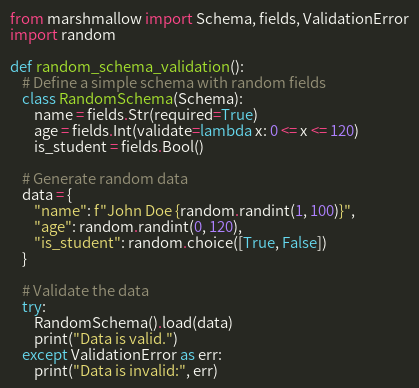 from marshmallow import Schema, fields, ValidationError
import random

def random_schema_validation():
    # Define a simple schema with random fields
    class RandomSchema(Schema):
        name = fields.Str(required=True)
        age = fields.Int(validate=lambda x: 0 <= x <= 120)
        is_student = fields.Bool()

    # Generate random data
    data = {
        "name": f"John Doe {random.randint(1, 100)}",
        "age": random.randint(0, 120),
        "is_student": random.choice([True, False])
    }

    # Validate the data
    try:
        RandomSchema().load(data)
        print("Data is valid.")
    except ValidationError as err:
        print("Data is invalid:", err)